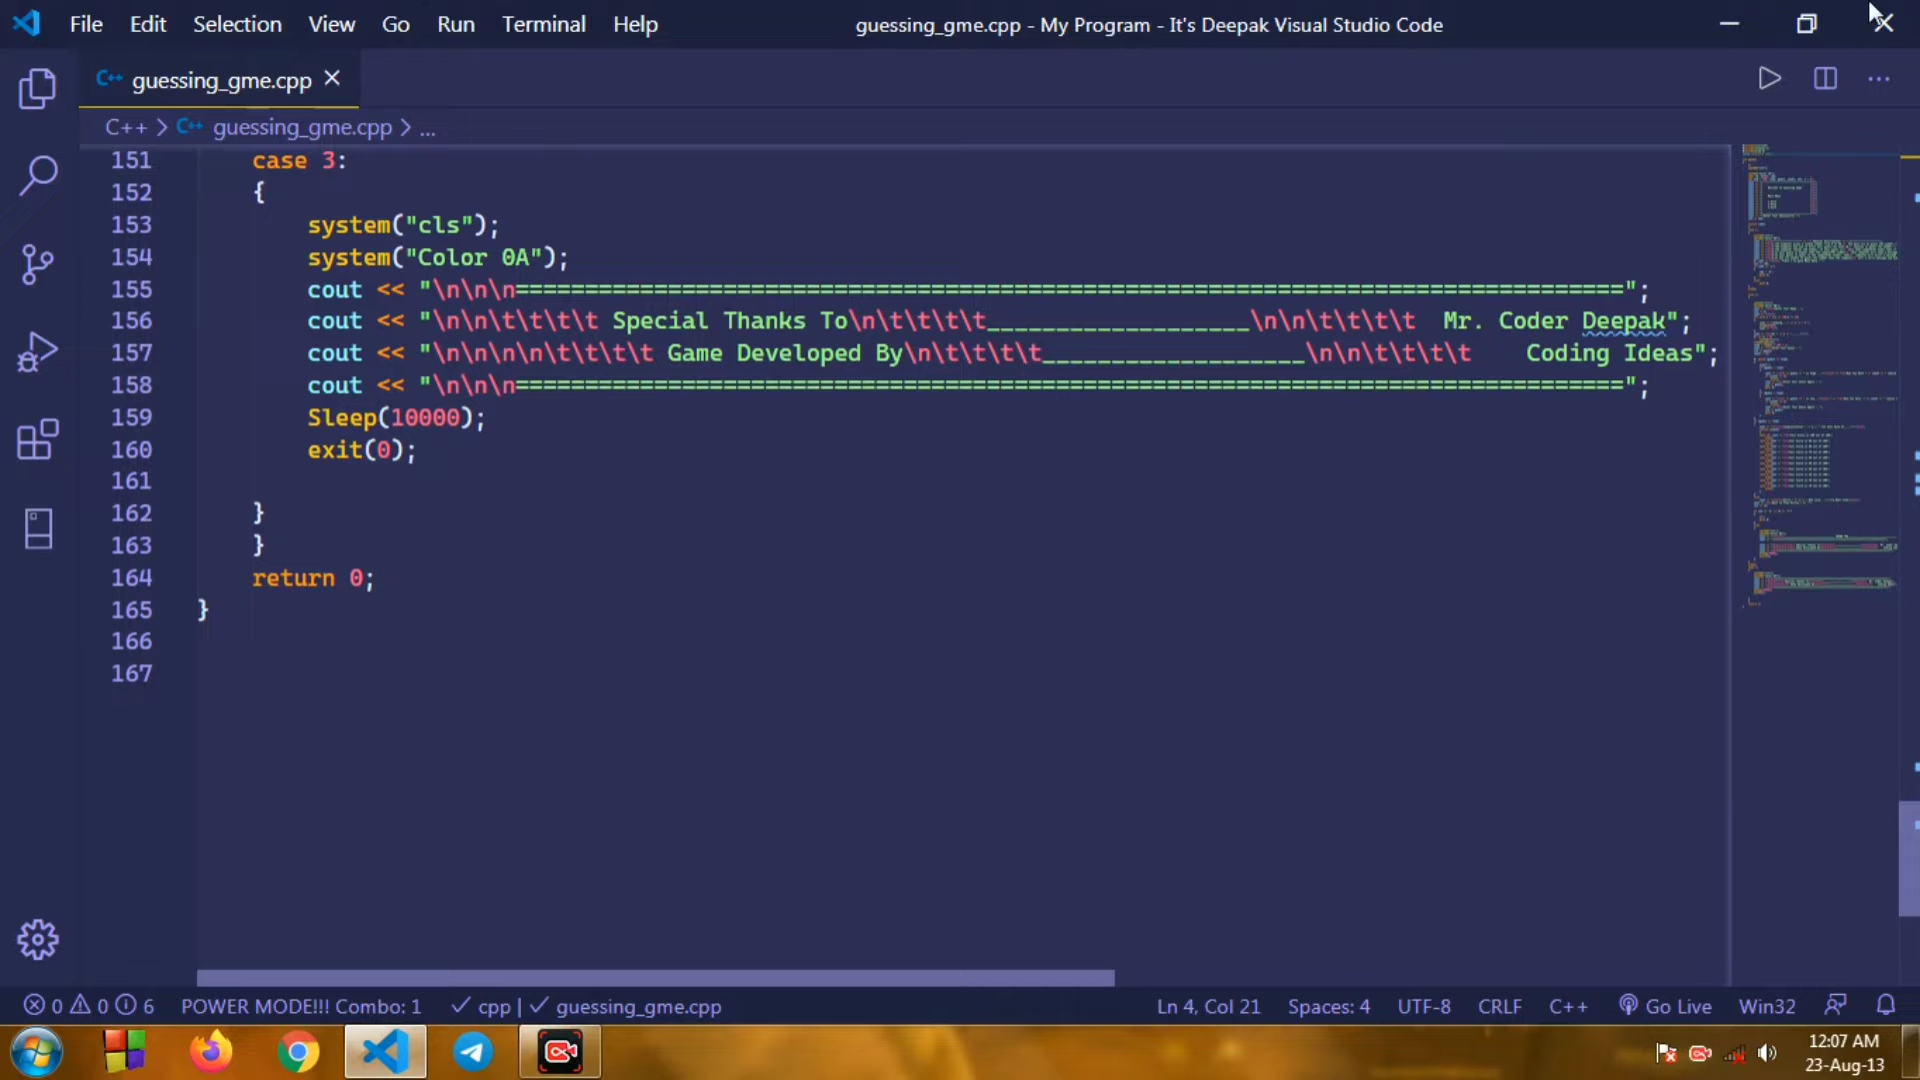 File Edit Selection View Go Run Terminal Help guessing_gme.cpp - My Program - It's Deepak Visual Studio Code
C++ guessing_gme.cpp ×
C++ > C++ guessing_gme.cpp > ...
151 case 3:
152 {
153 system("cls");
154 system("Color 0A");
155 cout << "\n\n\n================================================================================";
156 cout << "\n\n\t\t\t\t Special Thanks To\n\t\t\t\t___________________\n\n\t\t\t\t  Mr. Coder Deepak";
157 cout << "\n\n\n\n\t\t\t\t Game Developed By\n\t\t\t\t___________________\n\n\t\t\t\t    Coding Ideas";
158 cout << "\n\n\n================================================================================";
159 Sleep(10000);
160 exit(0);
161
162 }
163 }
164 return 0;
165 }
166
167
0 0 6 POWER MODE!!! Combo: 1 ✓ cpp | ✓ guessing_gme.cpp Ln 4, Col 21 Spaces: 4 UTF-8 CRLF C++ Go Live Win32
12:07 AM
23-Aug-13